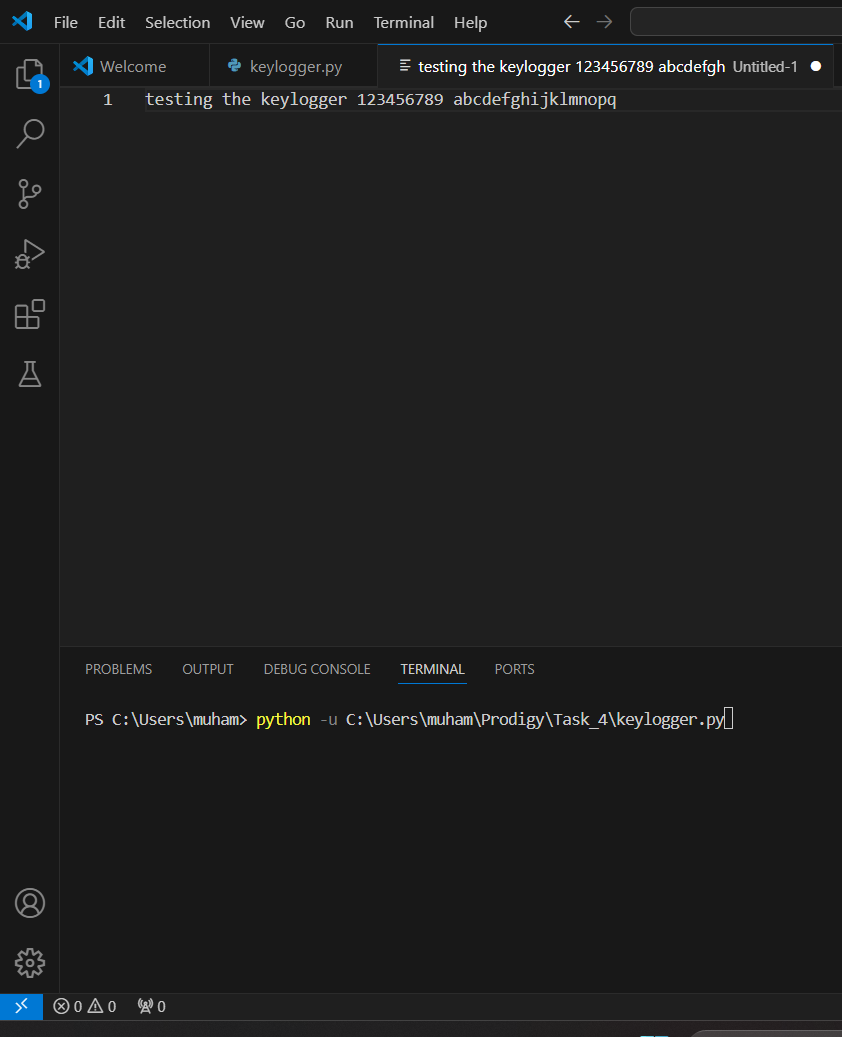 File Edit Selection View Go Run Terminal Help
Welcome keylogger.py testing the keylogger 123456789 abcdefgh Untitled-1
1
1 testing the keylogger 123456789 abcdefghijklmnopq
PROBLEMS OUTPUT DEBUG CONSOLE TERMINAL PORTS
PS C:\Users\muham> python -u C:\Users\muham\Prodigy\Task_4\keylogger.py
0 0 0